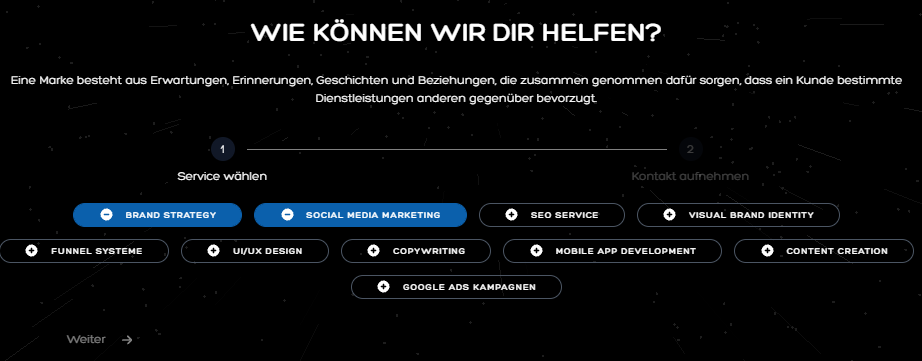 WIE KÖNNEN WIR DIR HELFEN?
Eine Marke besteht aus Erwartungen, Erinnerungen, Geschichten und Beziehungen, die zusammen genommen dafür sorgen, dass ein Kunde bestimmte
Dienstleistungen anderen gegenüber bevorzugt.
1 2
Service wählen Kontakt aufnehmen
BRAND STRATEGY SOCIAL MEDIA MARKETING SEO SERVICE VISUAL BRAND IDENTITY
FUNNEL SYSTEME UI/UX DESIGN COPYWRITING MOBILE APP DEVELOPMENT CONTENT CREATION
GOOGLE ADS KAMPAGNEN
Weiter →